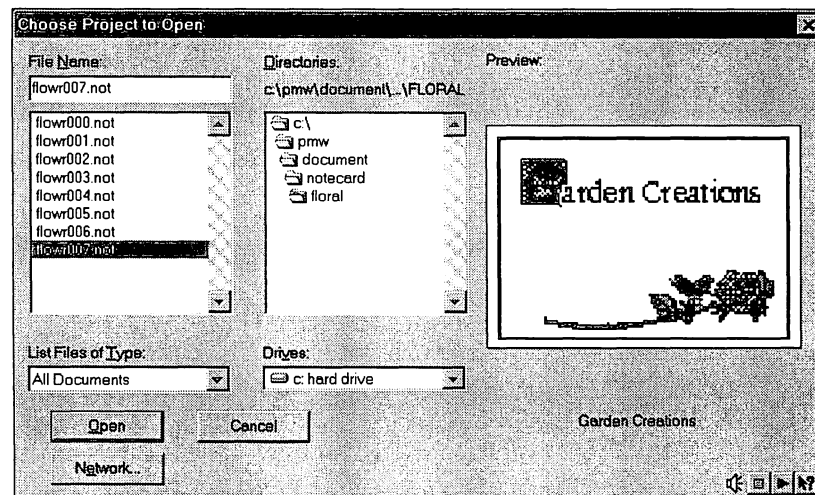 Choose Project to Open
File Name:
flowr007.not
flowr000.not
flowr001.not
flowr002.not
flowr003.not
flowr004.not
flowr005.not
flowr006.not
flowr007.not
List Files of Type:
All Documents
Open
Cancel
Network...
Directories:
c:\pmw\document\...\FLORAL
c:\
pmw
document
notecard
floral
Drives:
c: hard drive
Preview:
Garden Creations
Garden Creations